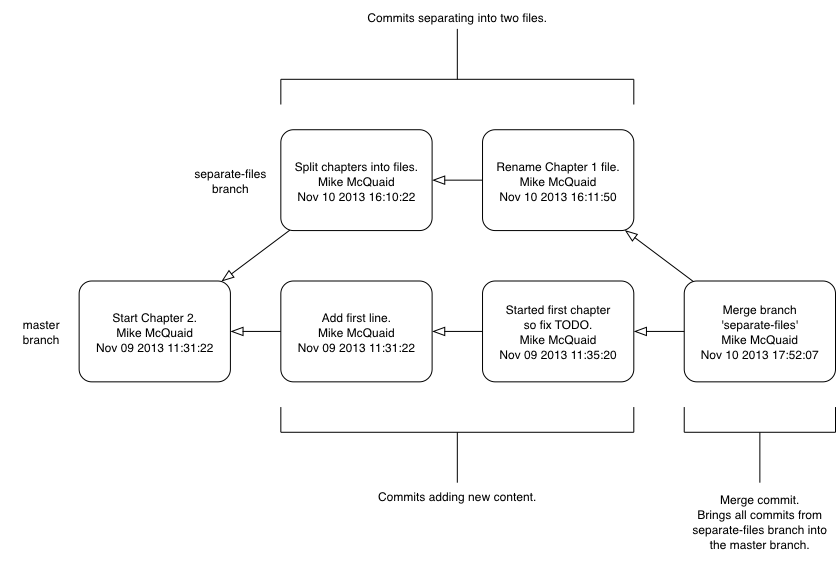 Commits separating into two files.
separate-files
branch
Split chapters into files.
Mike McQuaid
Nov 10 2013 16:10:22
Rename Chapter 1 file.
Mike McQuaid
Nov 10 2013 16:11:50
master
branch
Start Chapter 2.
Mike McQuaid
Nov 09 2013 11:31:22
Add first line.
Mike McQuaid
Nov 09 2013 11:31:22
Started first chapter
so fix TODO.
Mike McQuaid
Nov 09 2013 11:35:20
Merge branch
'separate-files'
Mike McQuaid
Nov 10 2013 17:52:07
Commits adding new content.
Merge commit.
Brings all commits from
separate-files branch into
the master branch.